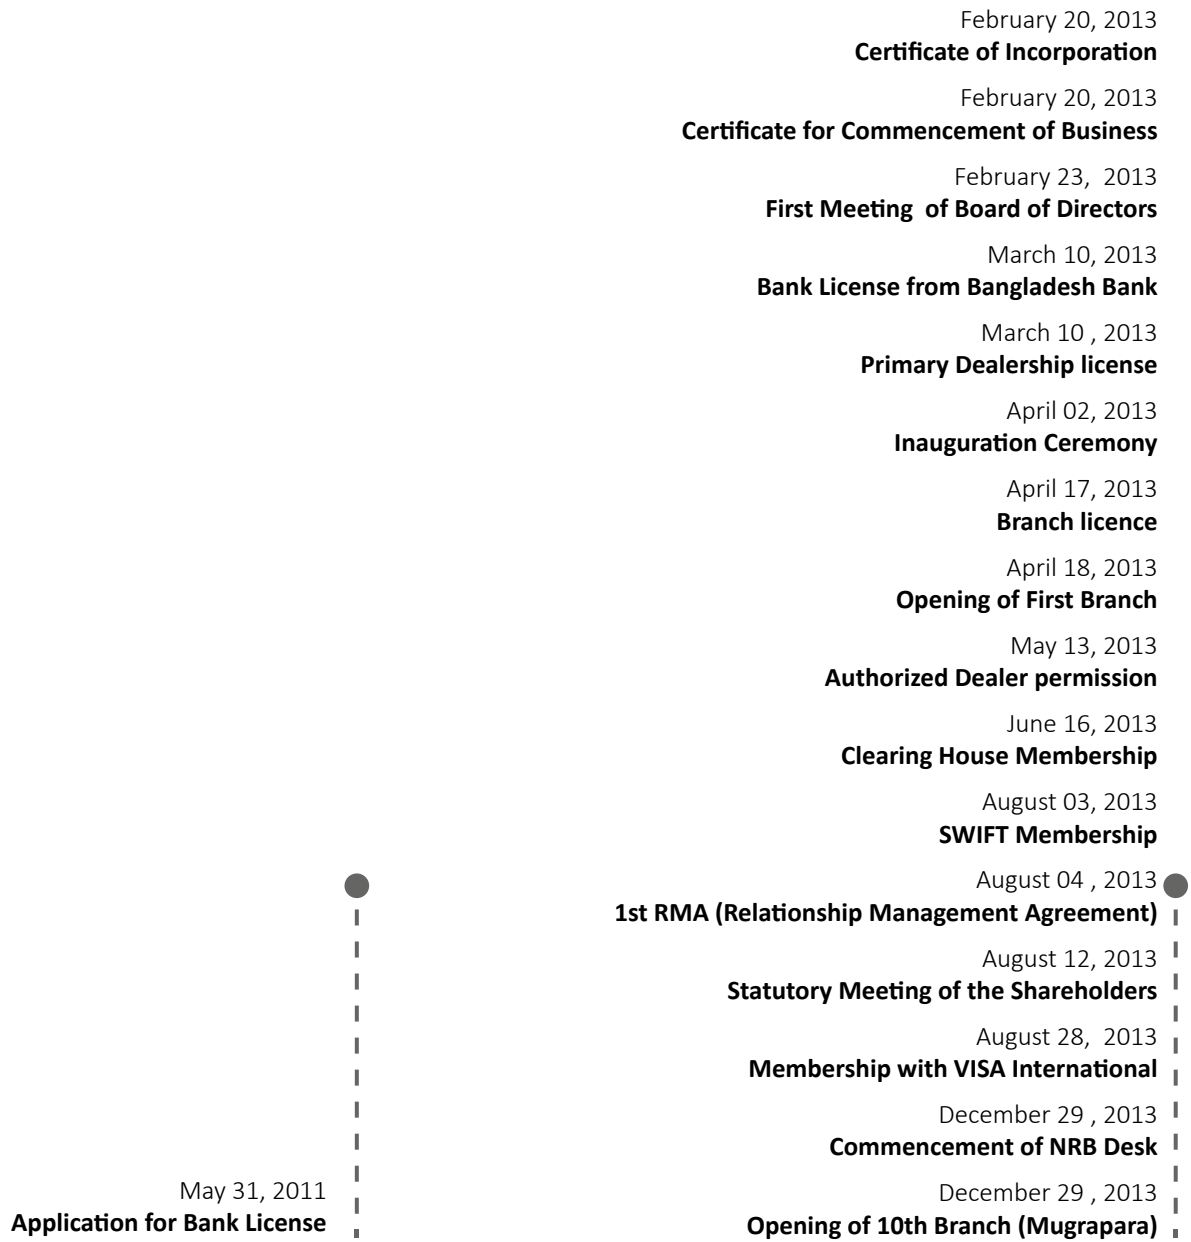 February 20, 2013
Certificate of Incorporation
February 20, 2013
Certificate for Commencement of Business
February 23,  2013
First Meeting  of Board of Directors
March 10, 2013
Bank License from Bangladesh Bank
March 10 , 2013
Primary Dealership license
April 02, 2013
Inauguration Ceremony
April 17, 2013
Branch licence
April 18, 2013
Opening of First Branch
May 13, 2013
Authorized Dealer permission
June 16, 2013
Clearing House Membership
August 03, 2013
SWIFT Membership
August 04 , 2013
1st RMA (Relationship Management Agreement)
August 12, 2013
Statutory Meeting of the Shareholders
August 28,  2013
Membership with VISA International
December 29 , 2013
Commencement of NRB Desk
December 29 , 2013
Opening of 10th Branch (Mugrapara)
May 31, 2011
Application for Bank License